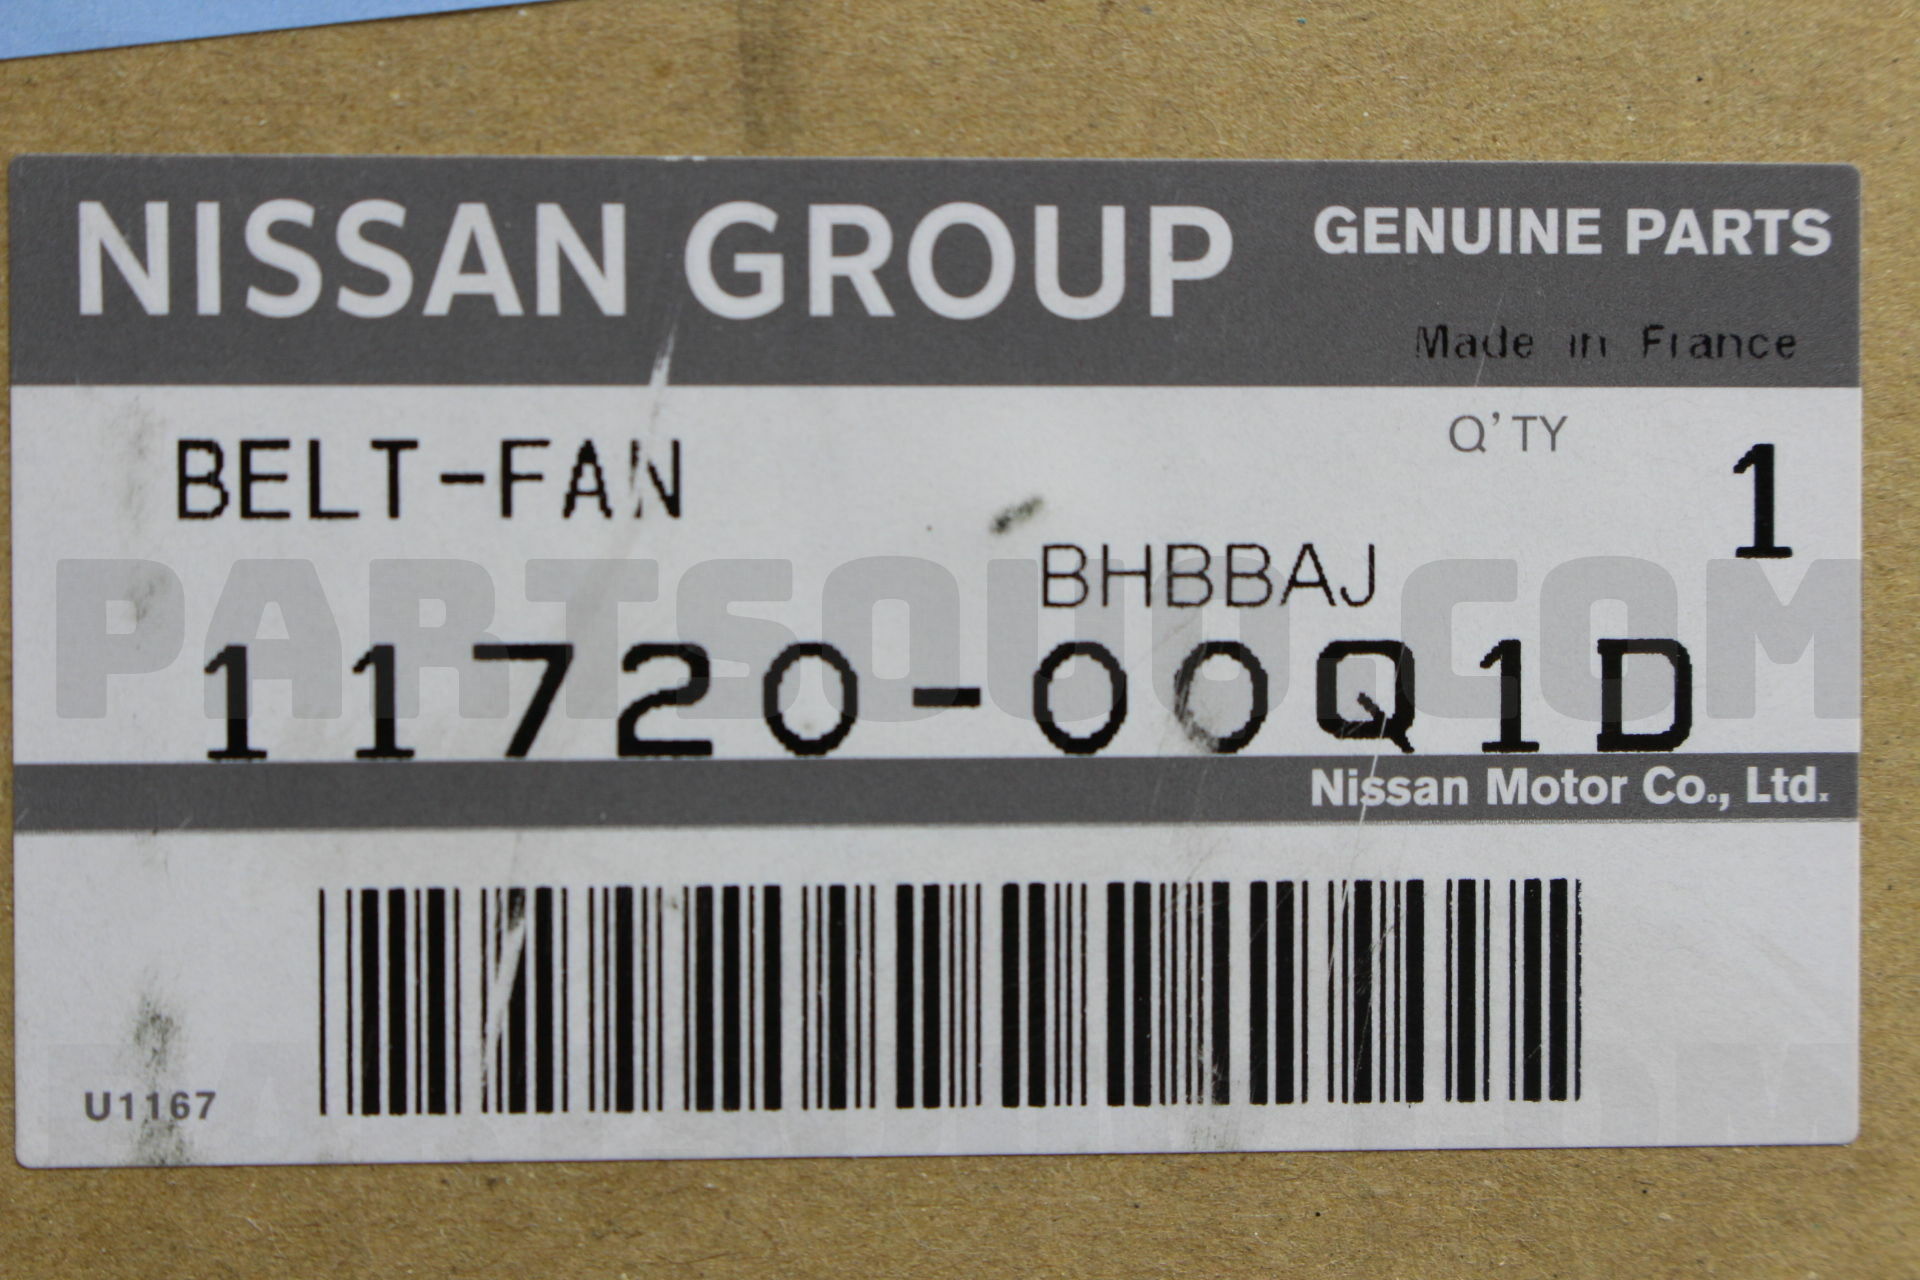 NISSAN GROUP GENUINE PARTS
Made in France
Q'TY
BELT-FAN 1
BHBBAJ
PARTSOUQ.COM
11720-00Q1D
Nissan Motor Co., Ltd.
U1167